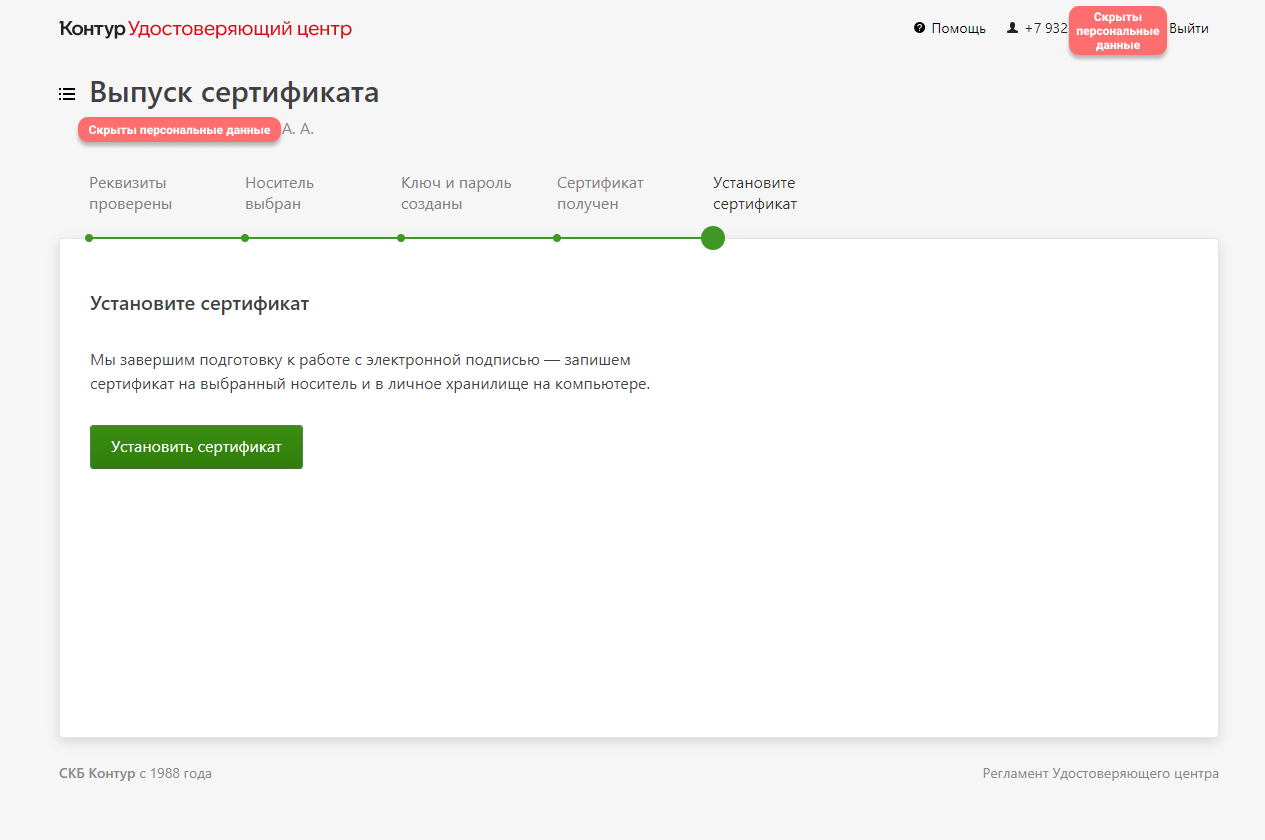 Контур Удостоверяющий центр
Помощь
+7 932
Скрыты
персональные
данные
Выйти
Выпуск сертификата
Скрыты персональные данные А. А.
Реквизиты
проверены
Носитель
выбран
Ключ и пароль
созданы
Сертификат
получен
Установите
сертификат
Установите сертификат
Мы завершим подготовку к работе с электронной подписью — запишем
сертификат на выбранный носитель и в личное хранилище на компьютере.
Установить сертификат
СКБ Контур с 1988 года
Регламент Удостоверяющего центра